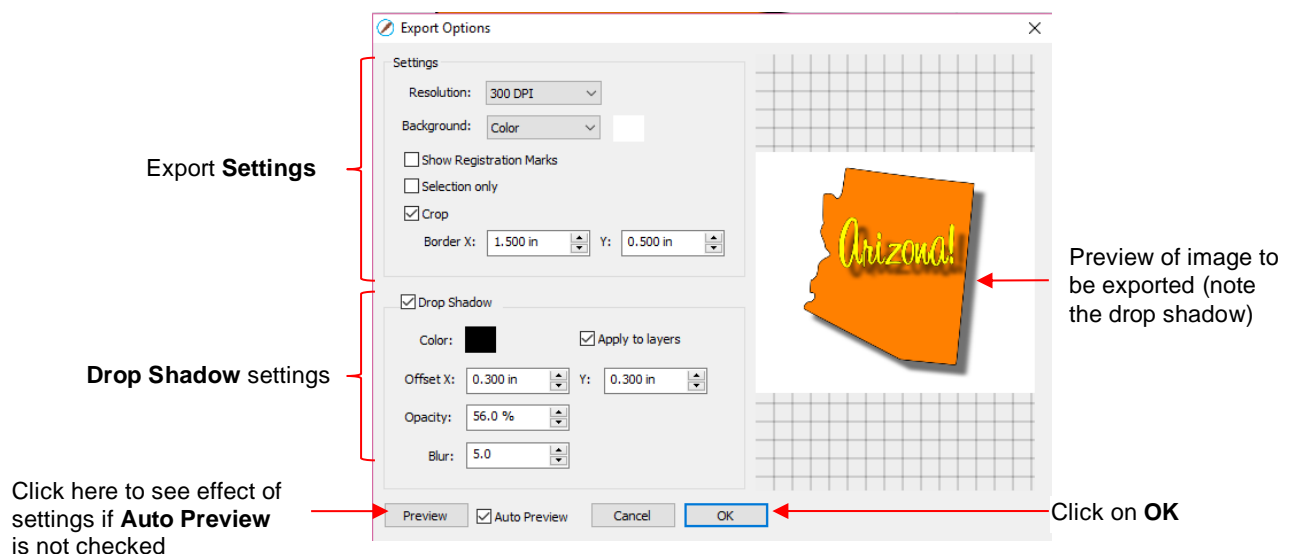 Export Options
Settings
Resolution: 300 DPI
Background: Color
Show Registration Marks
Selection only
Crop
Border X: 1.500 in Y: 0.500 in
Export Settings
Arizona!
Preview of image to
be exported (note
the drop shadow)
Drop Shadow
Color: Apply to layers
Offset X: 0.300 in Y: 0.300 in
Opacity: 56.0 %
Blur: 5.0
Drop Shadow settings
Click here to see effect of
settings if Auto Preview
is not checked
Preview Auto Preview Cancel OK
Click on OK